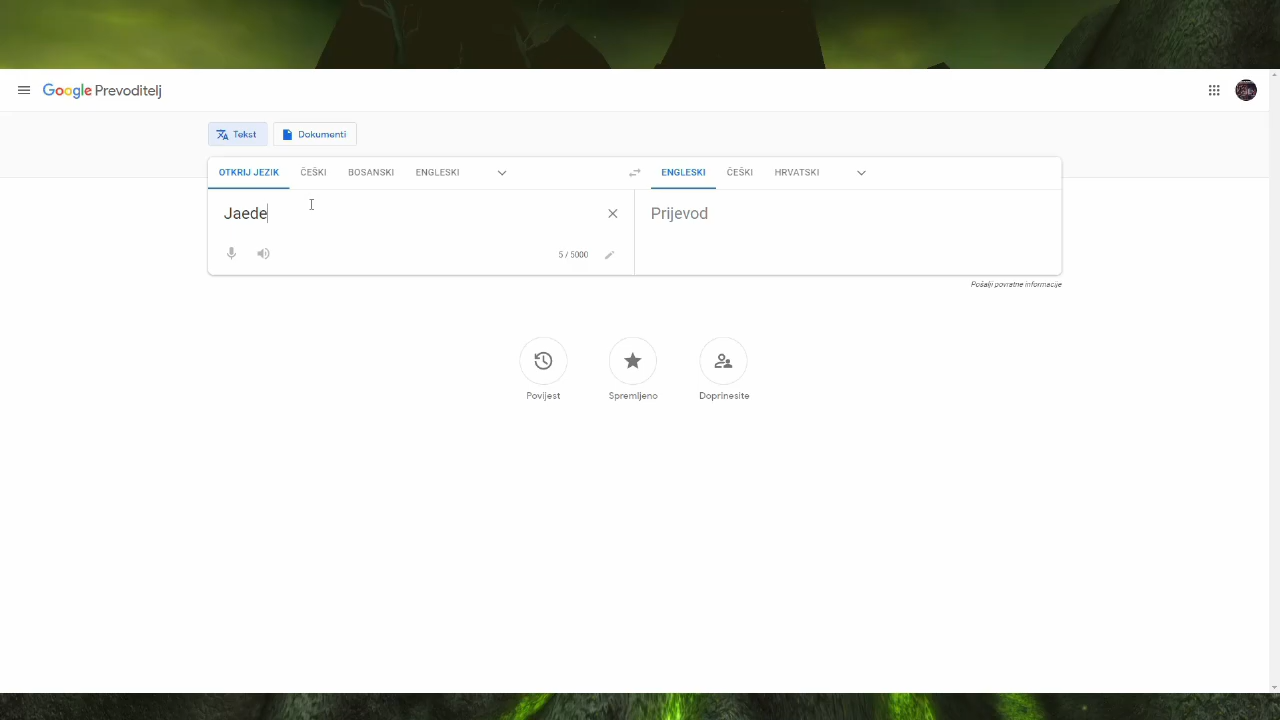 Google Prevoditelj
Tekst
Dokumenti
OTKRIJ JEZIK
ČEŠKI
BOSANSKI
ENGLESKI
ENGLESKI
ČEŠKI
HRVATSKI
Jaede
Prijevod
5 / 5000
Pošalji povratne informacije
Povijest
Spremljeno
Doprinesite